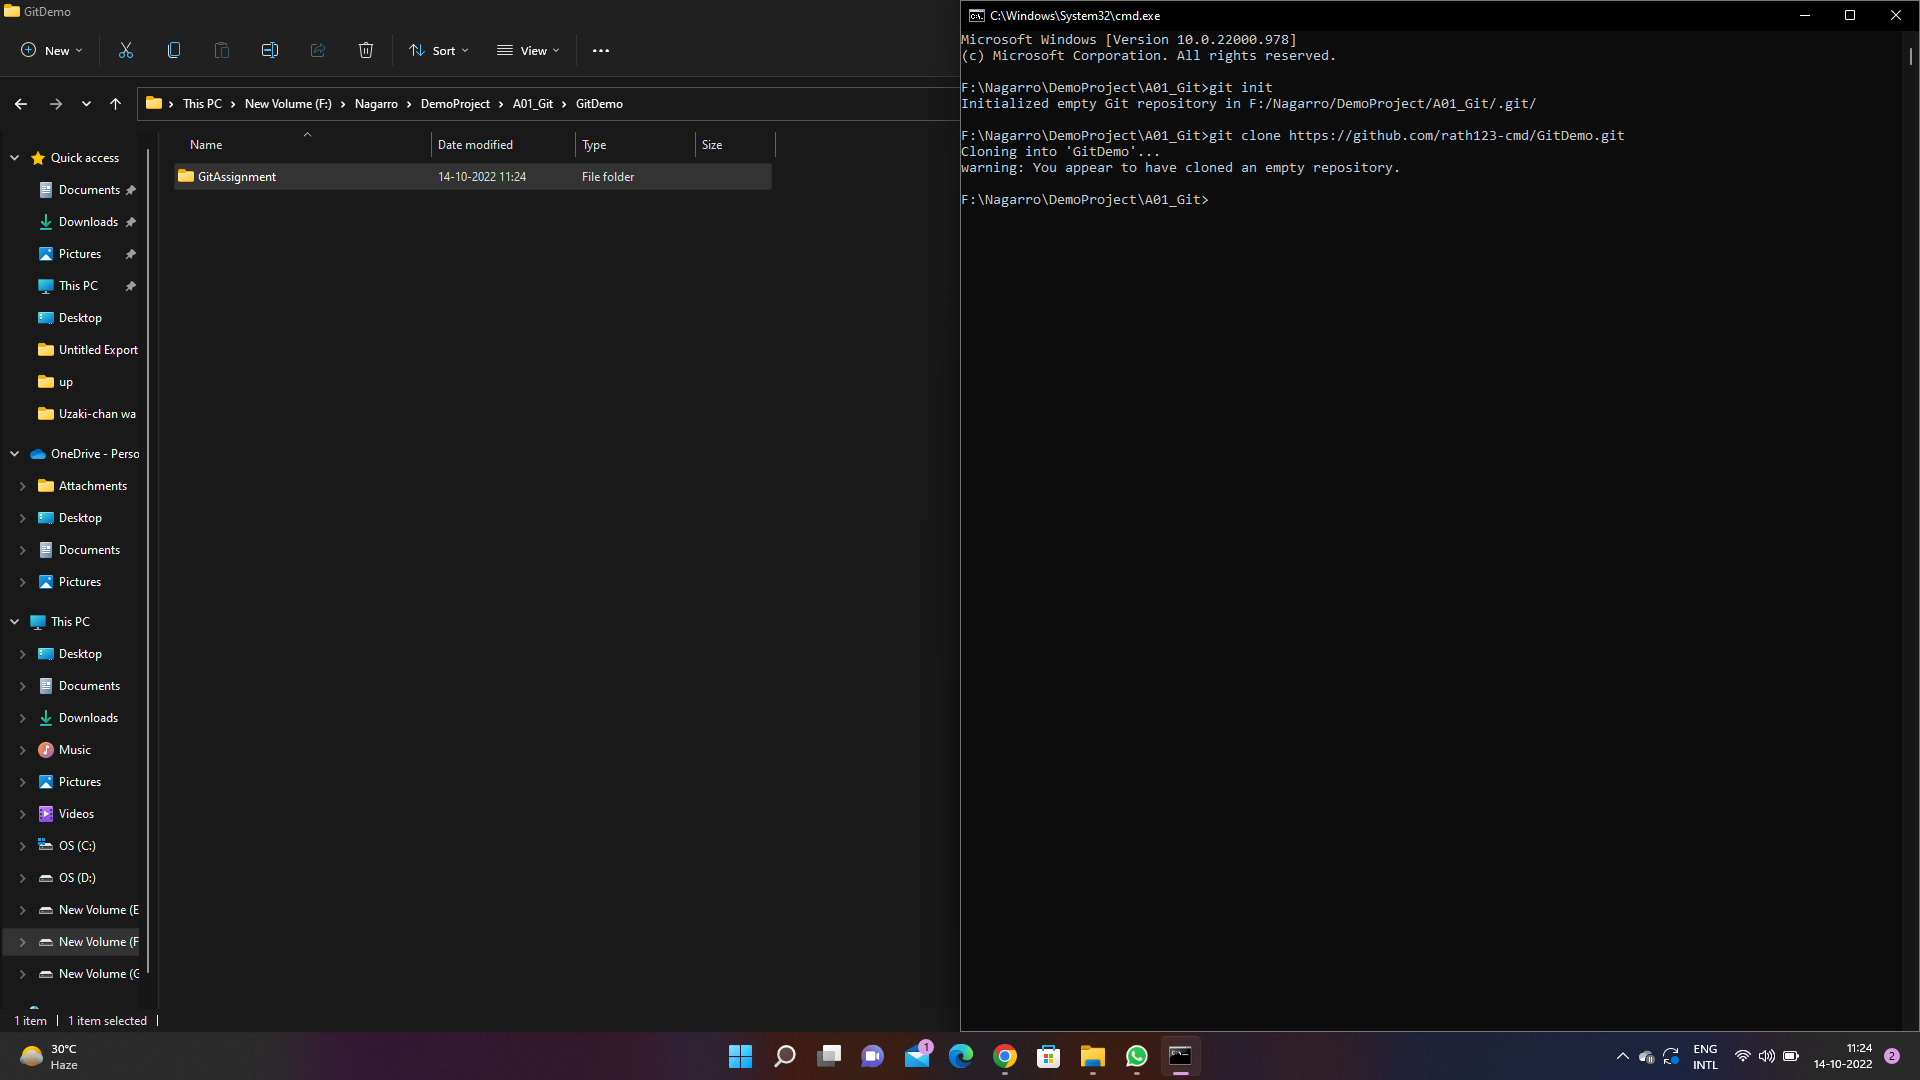 GitDemo
New
Sort
View
This PC
New Volume (F:)
Nagarro
DemoProject
A01_Git
GitDemo
Name
Date modified
Type
Size
GitAssignment
14-10-2022 11:24
File folder
Quick access
Documents
Downloads
Pictures
This PC
Desktop
Untitled Export
up
Uzaki-chan wa
OneDrive - Perso
Attachments
Desktop
Documents
Pictures
This PC
Desktop
Documents
Downloads
Music
Pictures
Videos
OS (C:)
OS (D:)
New Volume (E
New Volume (F
New Volume (G
1 item
1 item selected
C:\Windows\System32\cmd.exe
Microsoft Windows [Version 10.0.22000.978]
(c) Microsoft Corporation. All rights reserved.
F:\Nagarro\DemoProject\A01_Git>git init
Initialized empty Git repository in F:/Nagarro/DemoProject/A01_Git/.git/
F:\Nagarro\DemoProject\A01_Git>git clone https://github.com/rath123-cmd/GitDemo.git
Cloning into 'GitDemo'...
warning: You appear to have cloned an empty repository.
F:\Nagarro\DemoProject\A01_Git>
30°C
Haze
1
ENG
INTL
11:24
14-10-2022
2